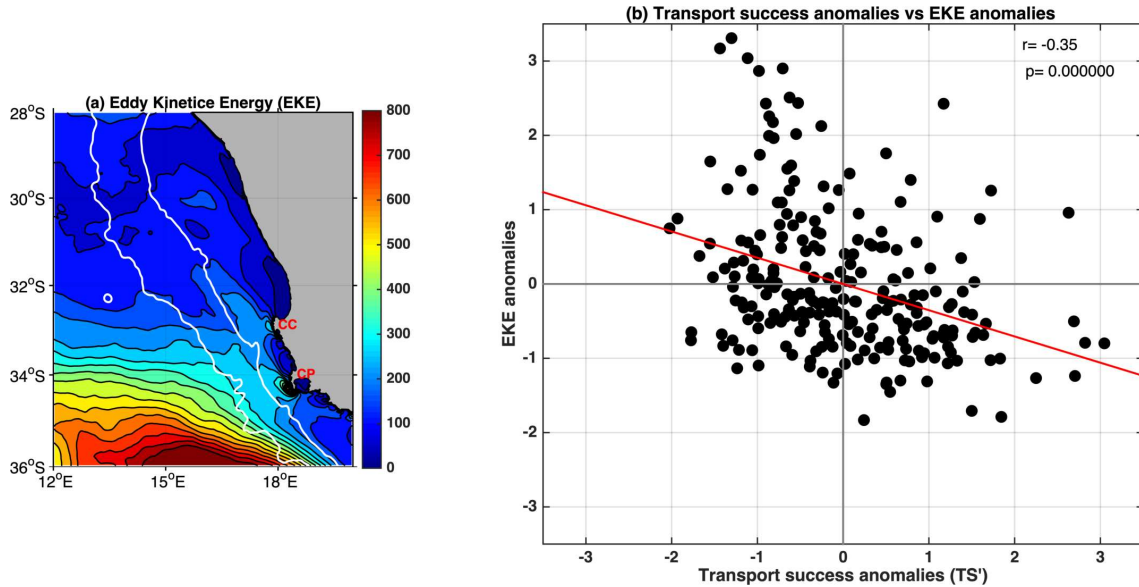 (a) Eddy Kinetice Energy (EKE)
28°S
30°S
32°S
34°S
36°S
12°E
15°E
18°E
CC
CP
800
700
600
500
400
300
200
100
0
(b) Transport success anomalies vs EKE anomalies
r= -0.35
p= 0.000000
EKE anomalies
3
2
1
0
-1
-2
-3
-3
-2
-1
0
1
2
3
Transport success anomalies (TS')